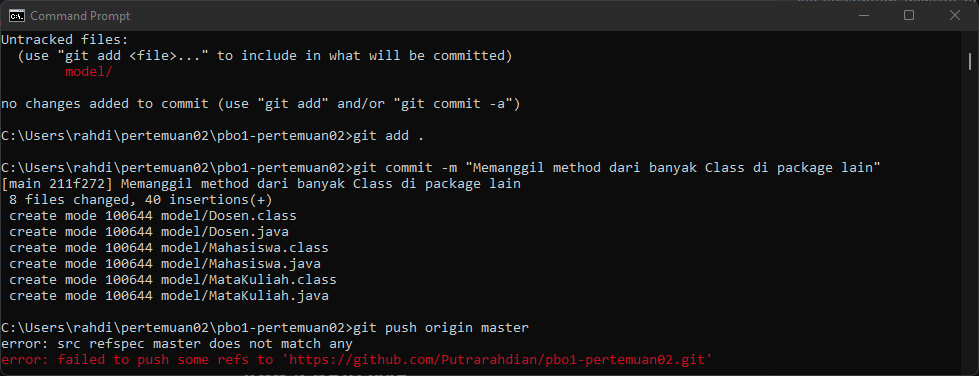 Command Prompt
Untracked files:
  (use "git add <file>..." to include in what will be committed)
        model/

no changes added to commit (use "git add" and/or "git commit -a")

C:\Users\rahdi\pertemuan02\pbo1-pertemuan02>git add .

C:\Users\rahdi\pertemuan02\pbo1-pertemuan02>git commit -m "Memanggil method dari banyak Class di package lain"
[main 211f272] Memanggil method dari banyak Class di package lain
 8 files changed, 40 insertions(+)
 create mode 100644 model/Dosen.class
 create mode 100644 model/Dosen.java
 create mode 100644 model/Mahasiswa.class
 create mode 100644 model/Mahasiswa.java
 create mode 100644 model/MataKuliah.class
 create mode 100644 model/MataKuliah.java

C:\Users\rahdi\pertemuan02\pbo1-pertemuan02>git push origin master
error: src refspec master does not match any
error: failed to push some refs to 'https://github.com/Putrarahdian/pbo1-pertemuan02.git'